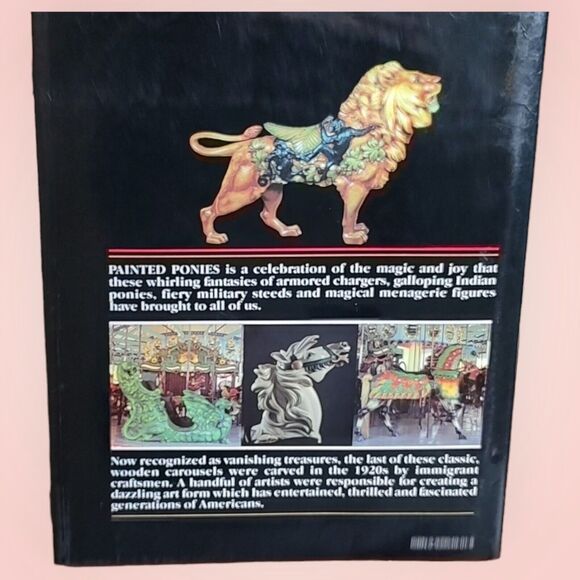 PAINTED PONIES is a celebration of the magic and joy that
these whirling fantasies of armored chargers, galloping Indian
ponies, fiery military steeds and magical menagerie figures
have brought to all of us.
Now recognized as vanishing treasures, the last of these classic,
wooden carousels were carved in the 1920s by immigrant
craftsmen. A handful of artists were responsible for creating a
dazzling art form which has entertained, thrilled and fascinated
generations of Americans.